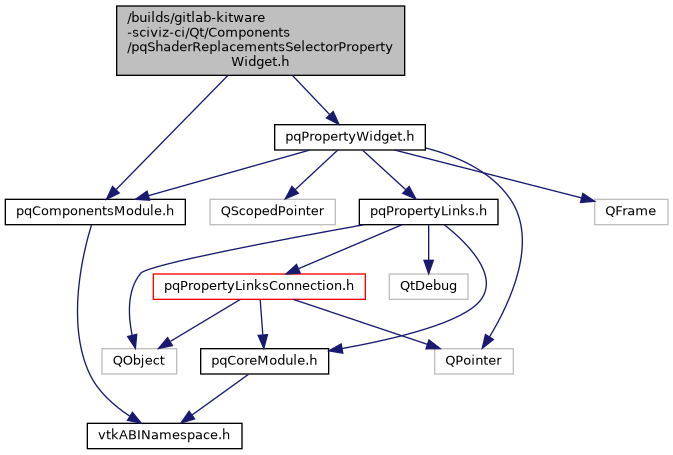 /builds/gitlab-kitware
-sciviz-ci/Qt/Components
/pqShaderReplacementsSelectorProperty
Widget.h
pqPropertyWidget.h
pqComponentsModule.h
QScopedPointer
pqPropertyLinks.h
QFrame
pqPropertyLinksConnection.h
QtDebug
QObject
pqCoreModule.h
QPointer
vtkABINamespace.h